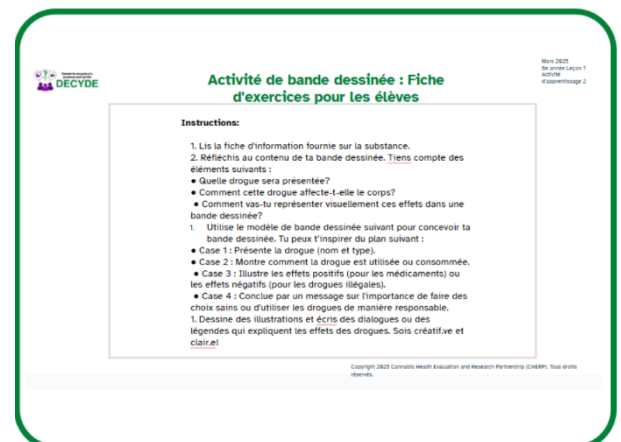 Mars 2025
8e année Leçon 1
Activité
d'apprentissage 2
DECYDE
Activité de bande dessinée : Fiche
d'exercices pour les élèves
Instructions:
1. Lis la fiche d'information fournie sur la substance.
2. Réfléchis au contenu de ta bande dessinée. Tiens compte des
éléments suivants :
● Quelle drogue sera présentée?
● Comment cette drogue affecte-t-elle le corps?
● Comment vas-tu représenter visuellement ces effets dans une
bande dessinée?
1. Utilise le modèle de bande dessinée suivant pour concevoir ta
bande dessinée. Tu peux t'inspirer du plan suivant :
● Case 1 : Présente la drogue (nom et type).
● Case 2 : Montre comment la drogue est utilisée ou consommée.
● Case 3 : Illustre les effets positifs (pour les médicaments) ou
les effets négatifs (pour les drogues illégales).
● Case 4 : Conclue par un message sur l'importance de faire des
choix sains ou d'utiliser les drogues de manière responsable.
1. Dessine des illustrations et écris des dialogues ou des
légendes qui expliquent les effets des drogues. Sois créatif.ve et
clair.e!
Copyright 2025 Cannabis Health Evaluation and Research Partnership (CHERP). Tous droits
réservés.